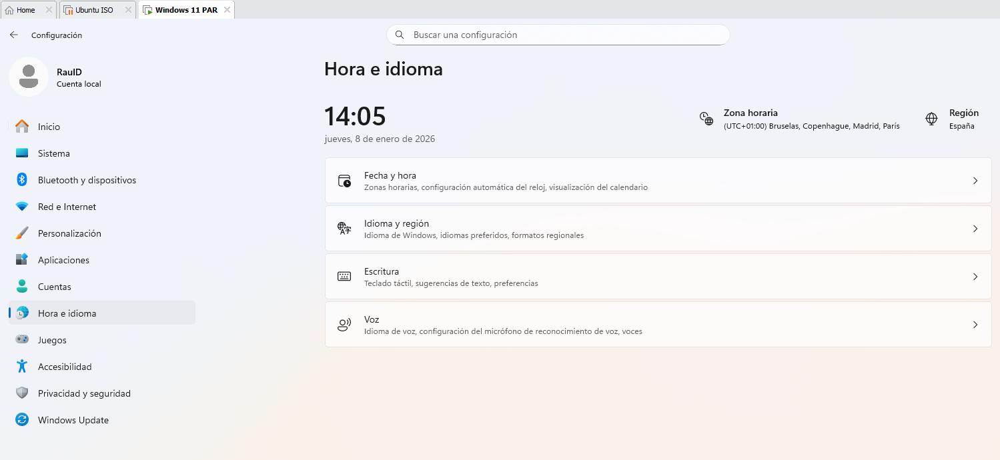 Home
Ubuntu ISO
Windows 11 PAR
Configuración
Buscar una configuración
RaulD
Cuenta local
Inicio
Sistema
Bluetooth y dispositivos
Red e Internet
Personalización
Aplicaciones
Cuentas
Hora e idioma
Juegos
Accesibilidad
Privacidad y seguridad
Windows Update
Hora e idioma
14:05
jueves, 8 de enero de 2026
Zona horaria
(UTC+01:00) Bruselas, Copenhague, Madrid, París
Región
España
Fecha y hora
Zonas horarias, configuración automática del reloj, visualización del calendario
Idioma y región
Idioma de Windows, idiomas preferidos, formatos regionales
Escritura
Teclado táctil, sugerencias de texto, preferencias
Voz
Idioma de voz, configuración del micrófono de reconocimiento de voz, voces